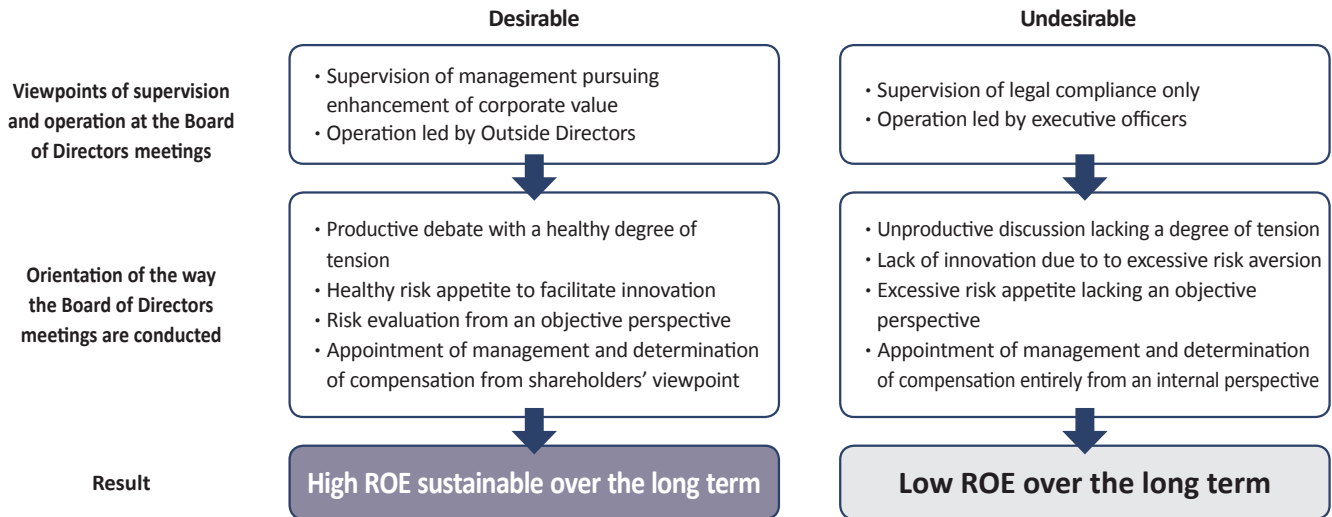 Desirable
Undesirable
Viewpoints of supervision
and operation at the Board
of Directors meetings
・Supervision of management pursuing
enhancement of corporate value
・Operation led by Outside Directors
・Supervision of legal compliance only
・Operation led by executive officers
Orientation of the way
the Board of Directors
meetings are conducted
・Productive debate with a healthy degree of
tension
・Healthy risk appetite to facilitate innovation
・Risk evaluation from an objective perspective
・Appointment of management and determination
of compensation from shareholders’ viewpoint
・Unproductive discussion lacking a degree of tension
・Lack of innovation due to to excessive risk aversion
・Excessive risk appetite lacking an objective
perspective
・Appointment of management and determination
of compensation entirely from an internal perspective
Result
High ROE sustainable over the long term
Low ROE over the long term